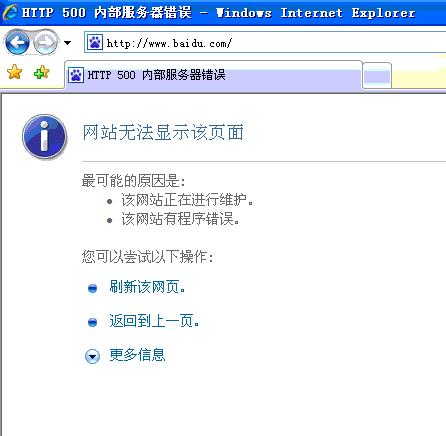 HTTP 500 内部服务器错误 - Windows Internet Explorer
http://www.baidu.com/
HTTP 500 内部服务器错误
网站无法显示该页面
最可能的原因是:
该网站正在进行维护。
该网站有程序错误。
您可以尝试以下操作:
刷新该网页。
返回到上一页。
更多信息